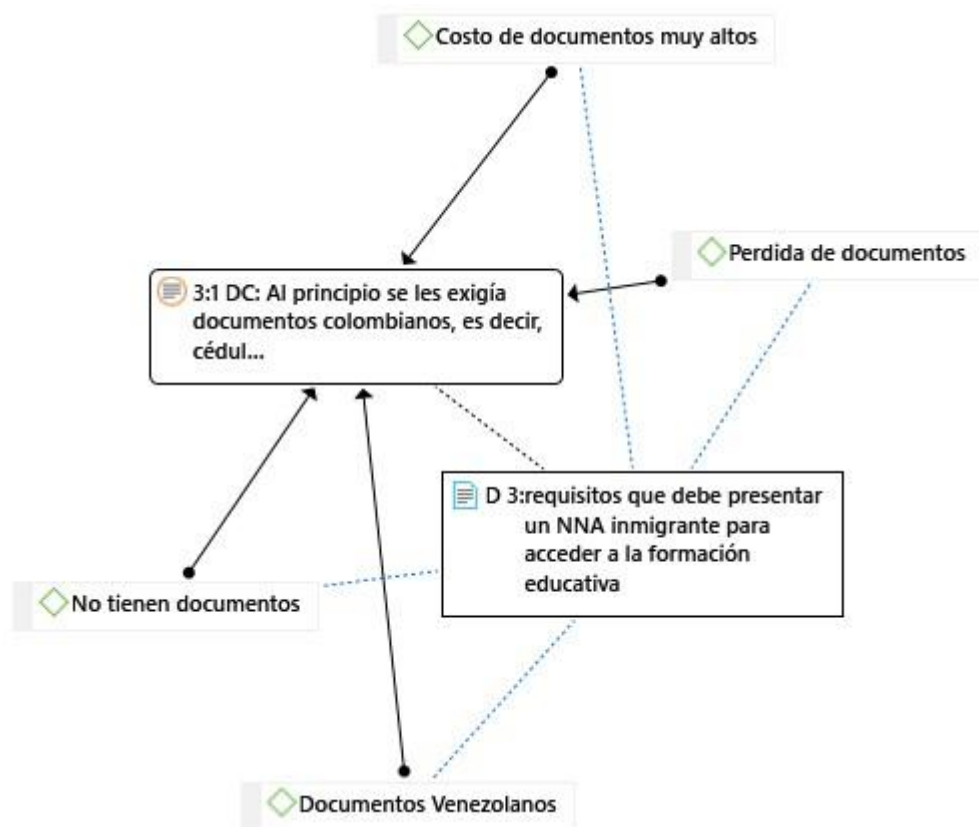 Costo de documentos muy altos
Perdida de documentos
3:1 DC: Al principio se les exigía
documentos colombianos, es decir,
cédul...
D 3:requisitos que debe presentar
un NNA inmigrante para
acceder a la formación
educativa
No tienen documentos
Documentos Venezolanos